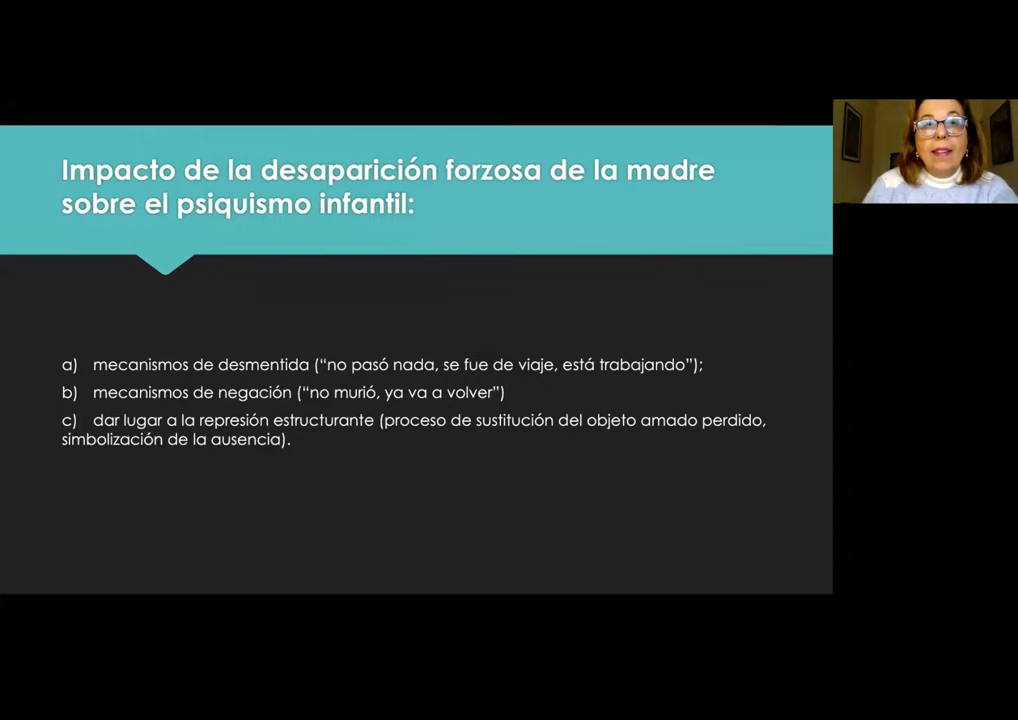 Impacto de la desaparición forzosa de la madre
sobre el psiquismo infantil:
a) mecanismos de desmentida (“no pasó nada, se fue de viaje, está trabajando”);
b) mecanismos de negación (“no murió, ya va a volver”)
c) dar lugar a la represión estructurante (proceso de sustitución del objeto amado perdido,
simbolización de la ausencia).